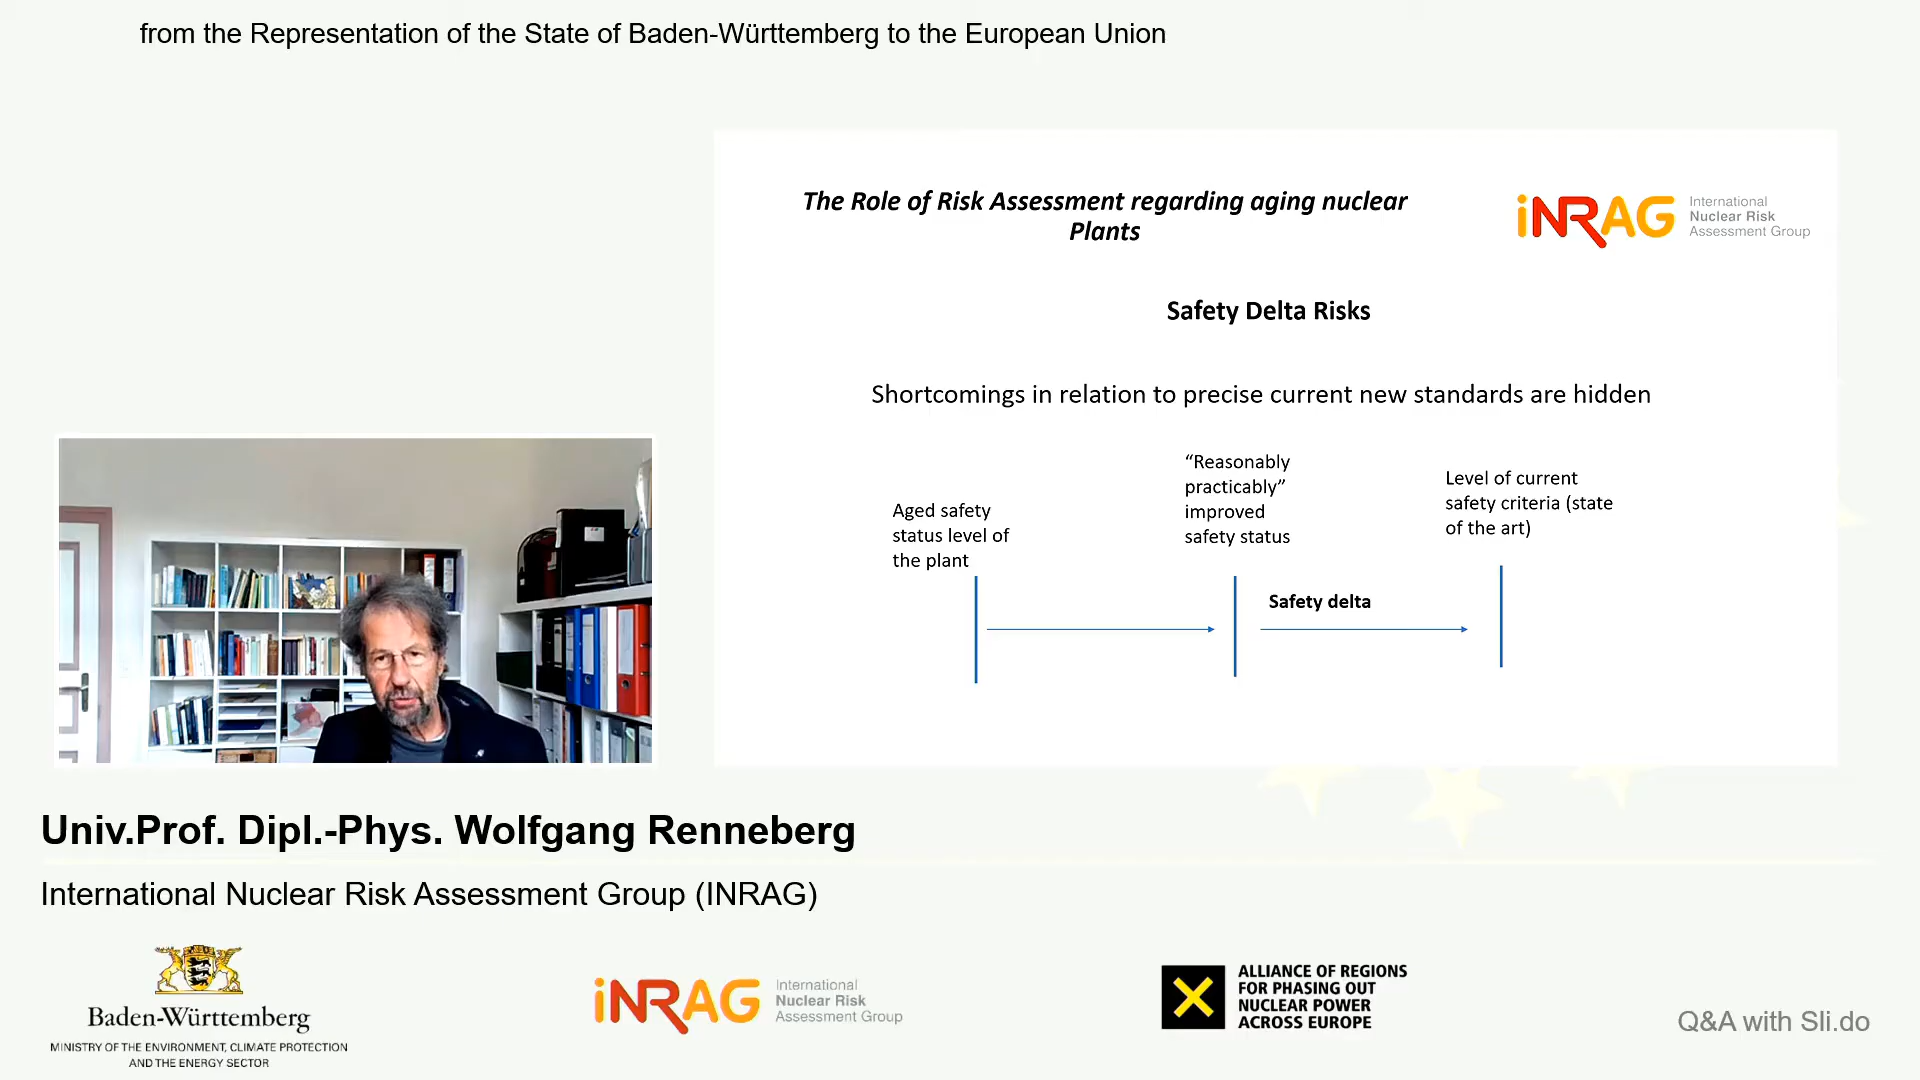 from the Representation of the State of Baden-Württemberg to the European Union
The Role of Risk Assessment regarding aging nuclear
Plants
iNRAG
International
Nuclear Risk
Assessment Group
Safety Delta Risks
Shortcomings in relation to precise current new standards are hidden
Aged safety
status level of
the plant
“Reasonably
practicably”
improved
safety status
Level of current
safety criteria (state
of the art)
Safety delta
Univ.Prof. Dipl.-Phys. Wolfgang Renneberg
International Nuclear Risk Assessment Group (INRAG)
Baden-Württemberg
MINISTRY OF THE ENVIRONMENT, CLIMATE PROTECTION
AND THE ENERGY SECTOR
iNRAG
International
Nuclear Risk
Assessment Group
ALLIANCE OF REGIONS
FOR PHASING OUT
NUCLEAR POWER
ACROSS EUROPE
Q&A with Sli.do